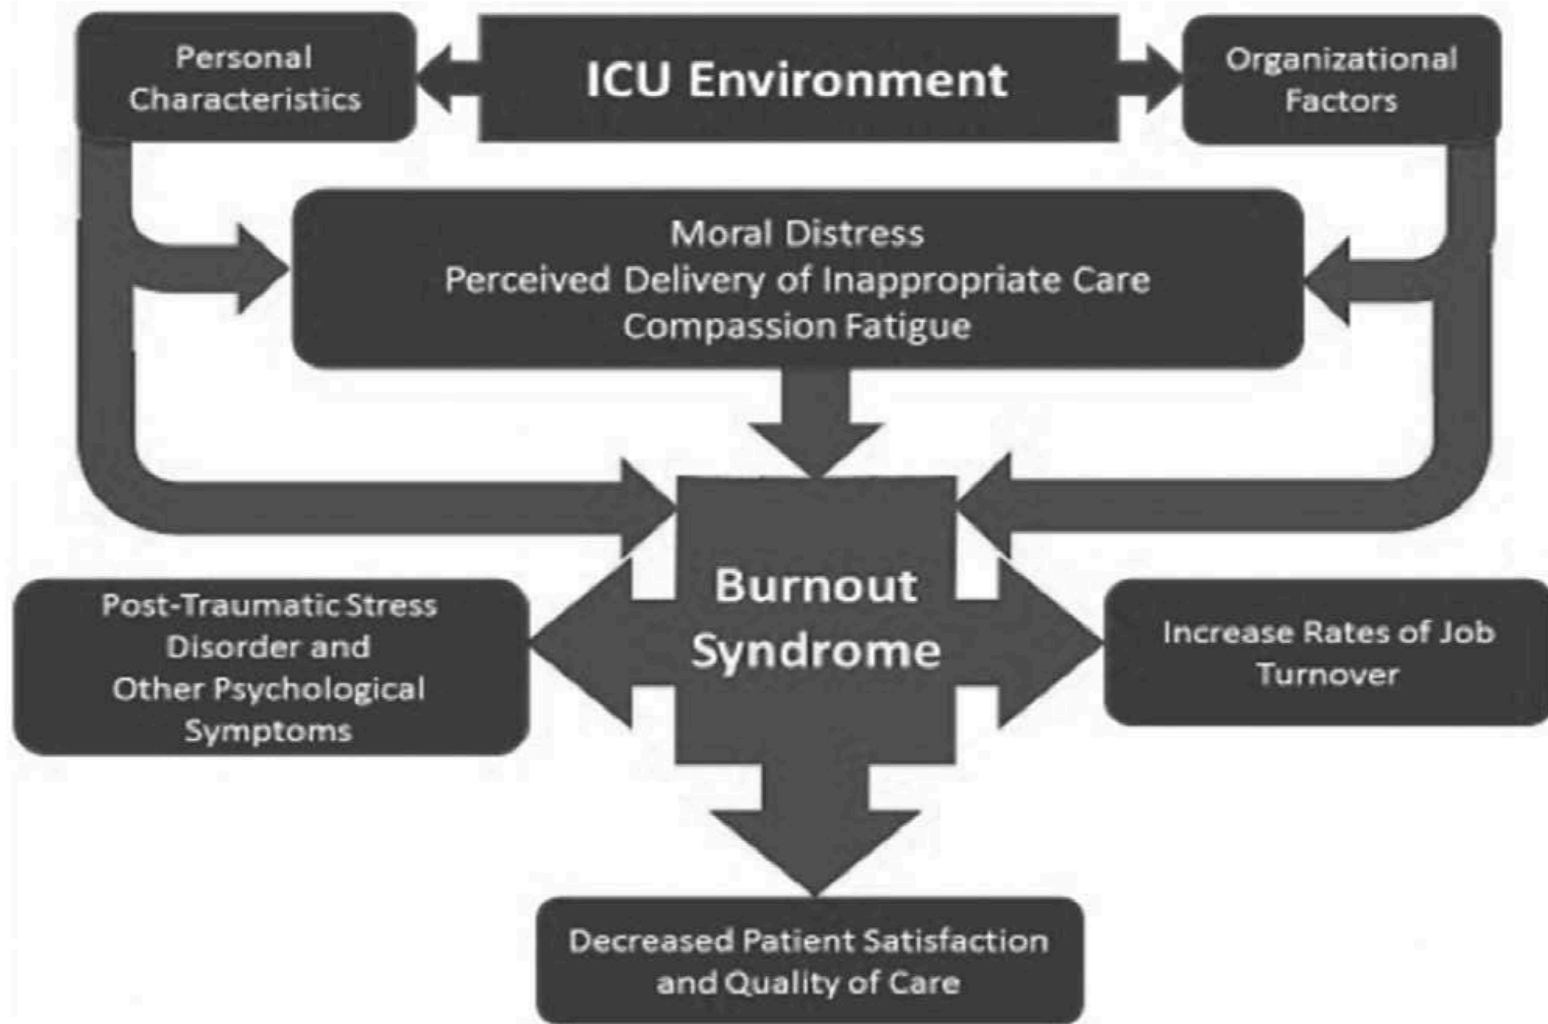 Personal
Characteristics
ICU Environment
Organizational
Factors
Moral Distress
Perceived Delivery of Inappropriate Care
Compassion Fatigue
Burnout
Syndrome
Post-Traumatic Stress
Disorder and
Other Psychological
Symptoms
Increase Rates of Job
Turnover
Decreased Patient Satisfaction
and Quality of Care